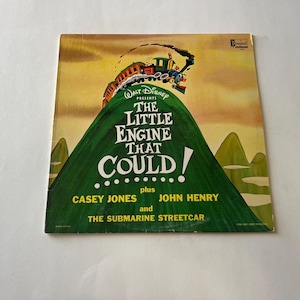 Walt Disney
PRESENTS
THE
LITTLE
ENGINE
THAT
COULD!
plus
CASEY JONES JOHN HENRY
and
THE SUBMARINE STREETCAR